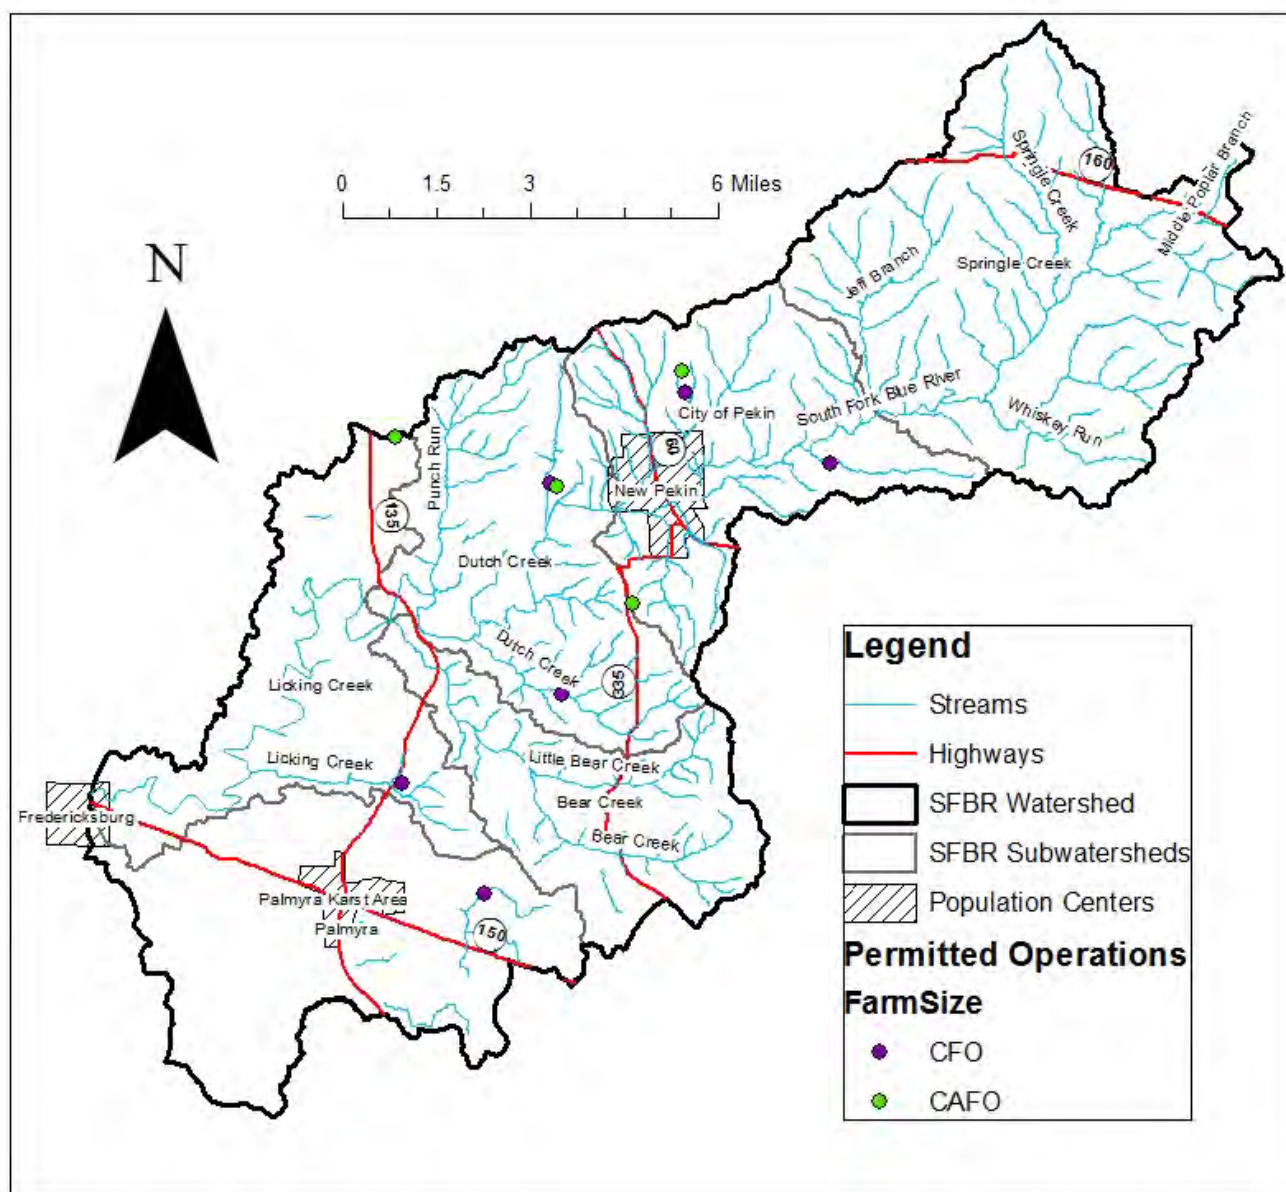 0 1.5 3 6 Miles
N
160
Springle Creek
Middle Poplar Branch
Springle Creek
Jeff Branch
South Fork Blue River
Whiskey Run
City of Pekin
60
New Pekin
Punch Run
135
Dutch Creek
Dutch Creek
335
Licking Creek
Licking Creek
Little Bear Creek
Bear Creek
Bear Creek
Fredericksburg
Palmyra Karst Area
Palmyra
150
Legend
Streams
Highways
SFBR Watershed
SFBR Subwatersheds
Population Centers
Permitted Operations
FarmSize
CFO
CAFO